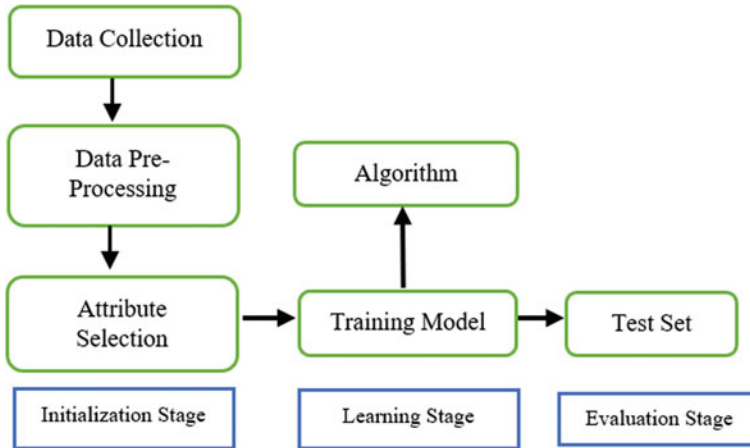 Data Collection
Data Pre-
Processing
Algorithm
Attribute
Selection
Training Model
Test Set
Initialization Stage
Learning Stage
Evaluation Stage